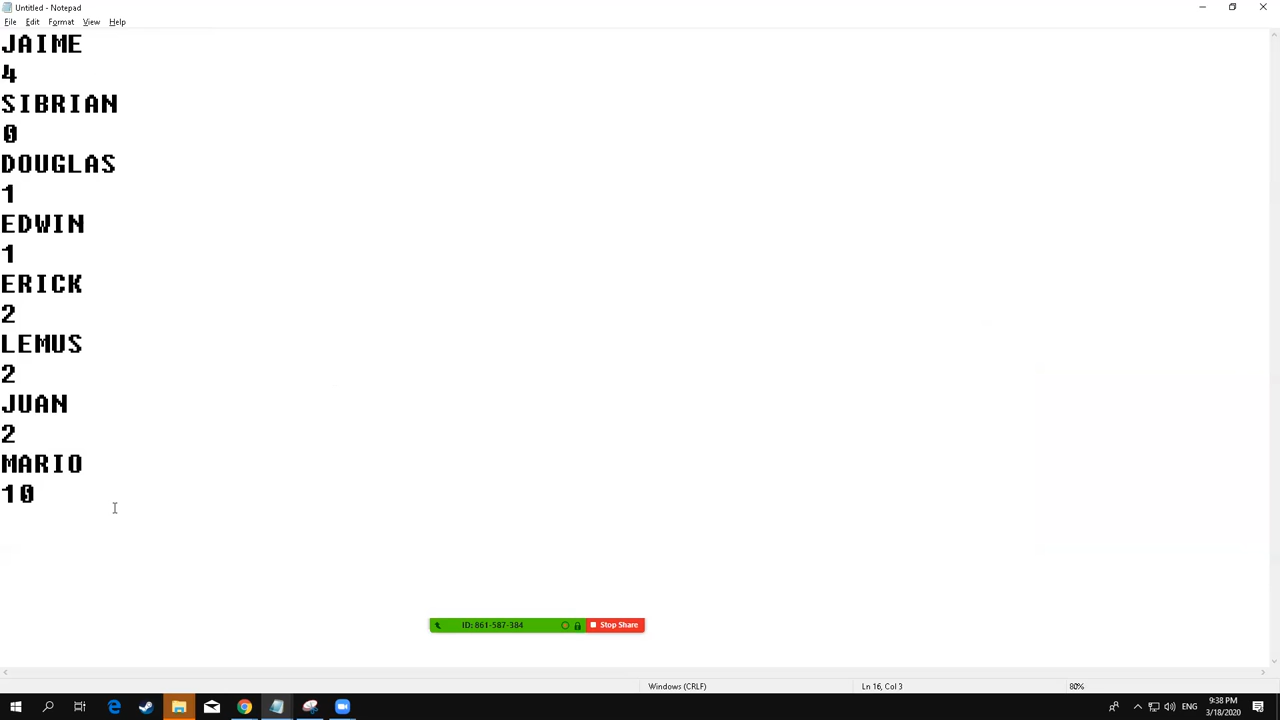 Untitled - Notepad
File Edit Format View Help
JAIME
4
SIBRIAN
0
DOUGLAS
1
EDWIN
1
ERICK
2
LEMUS
2
JUAN
2
MARIO
10
ID: 861-587-384 Stop Share
Windows (CRLF) Ln 16, Col 3 80%
ENG 9:38 PM
3/18/2020